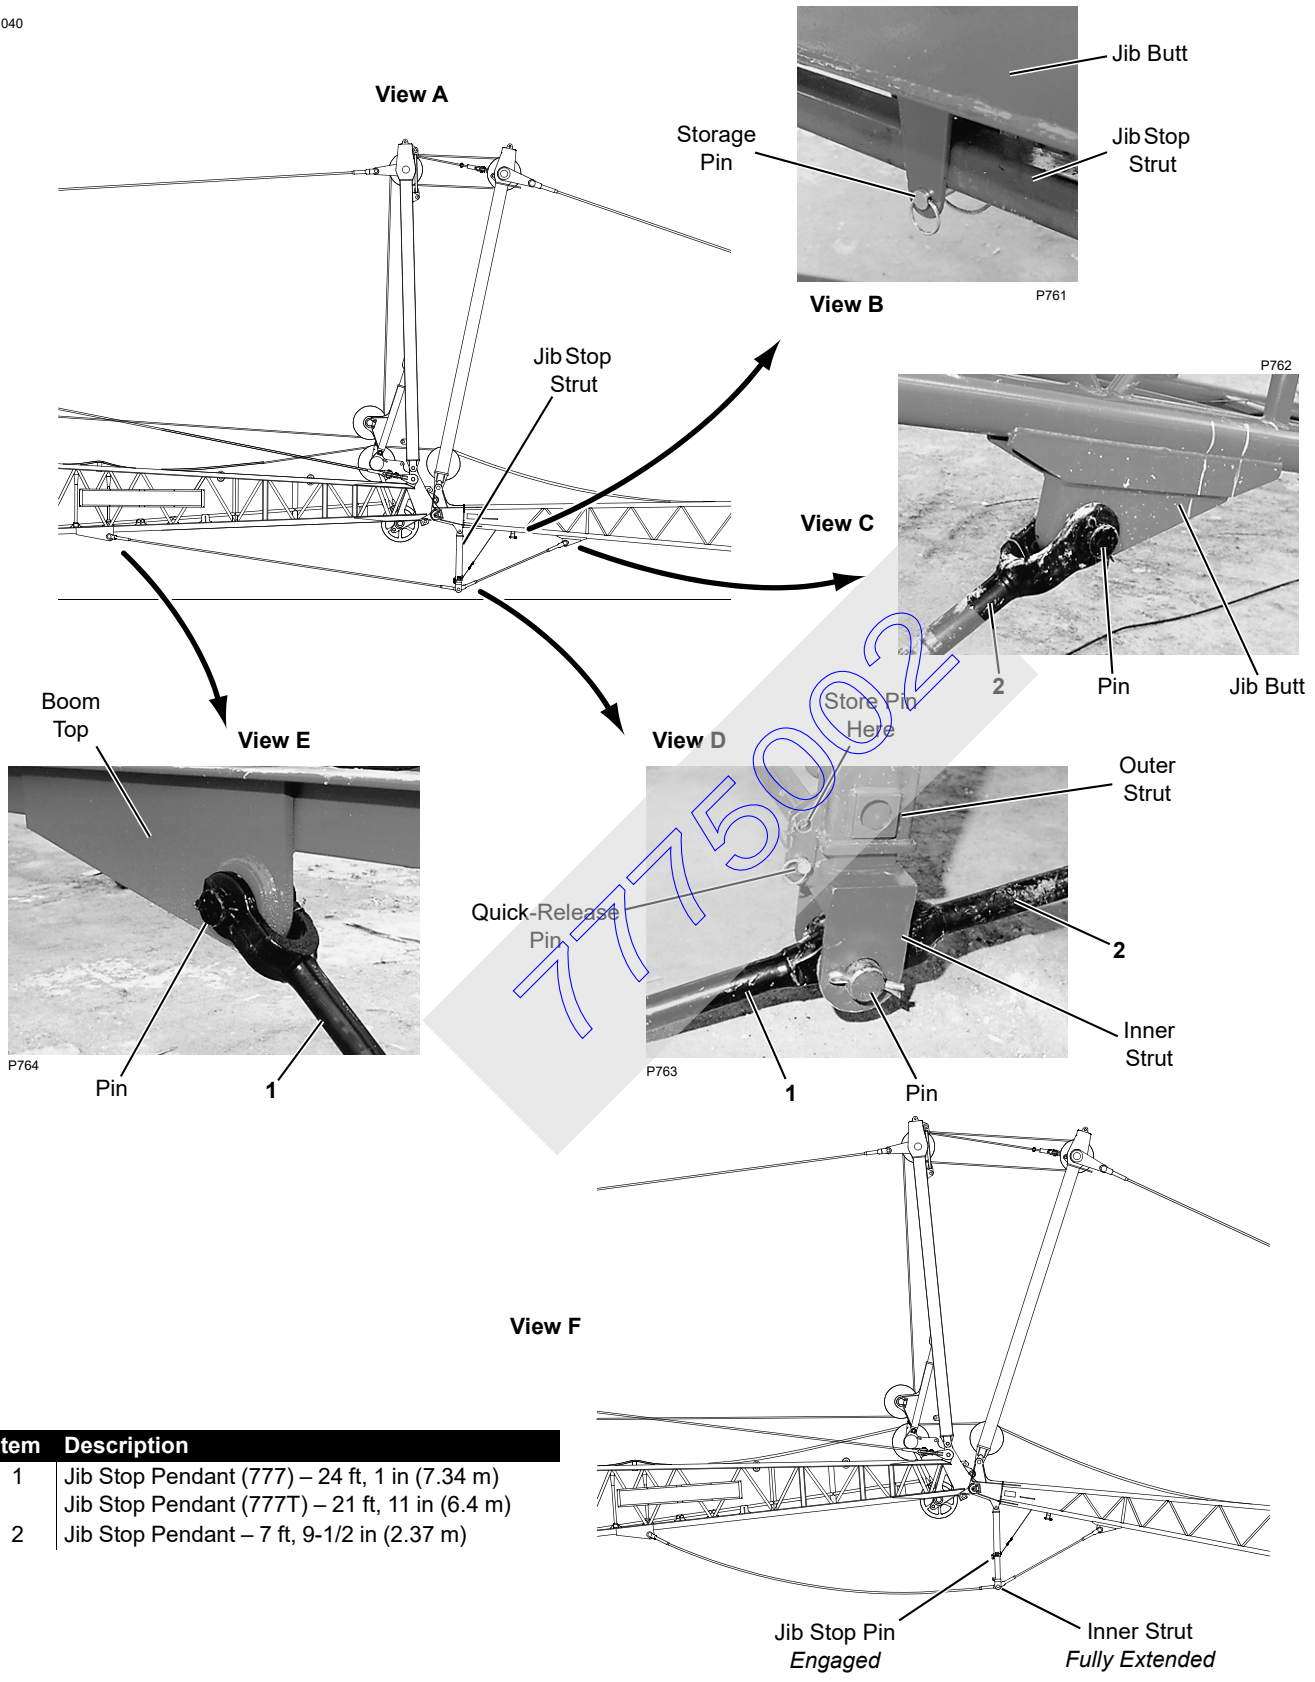 040
View A
Jib Butt
Storage
Pin
Jib Stop
Strut
P761
View B
Jib Stop
Strut
P762
View C
2
Pin
Jib Butt
Boom
Top
View E
Store Pin
Here
View D
Outer
Strut
Quick-Release
Pin
2
Inner
Strut
P764
Pin
1
P763
1
Pin
7775002
View F
tem Description
1 Jib Stop Pendant (777) – 24 ft, 1 in (7.34 m)
Jib Stop Pendant (777T) – 21 ft, 11 in (6.4 m)
2 Jib Stop Pendant – 7 ft, 9-1/2 in (2.37 m)
Jib Stop Pin
Engaged
Inner Strut
Fully Extended